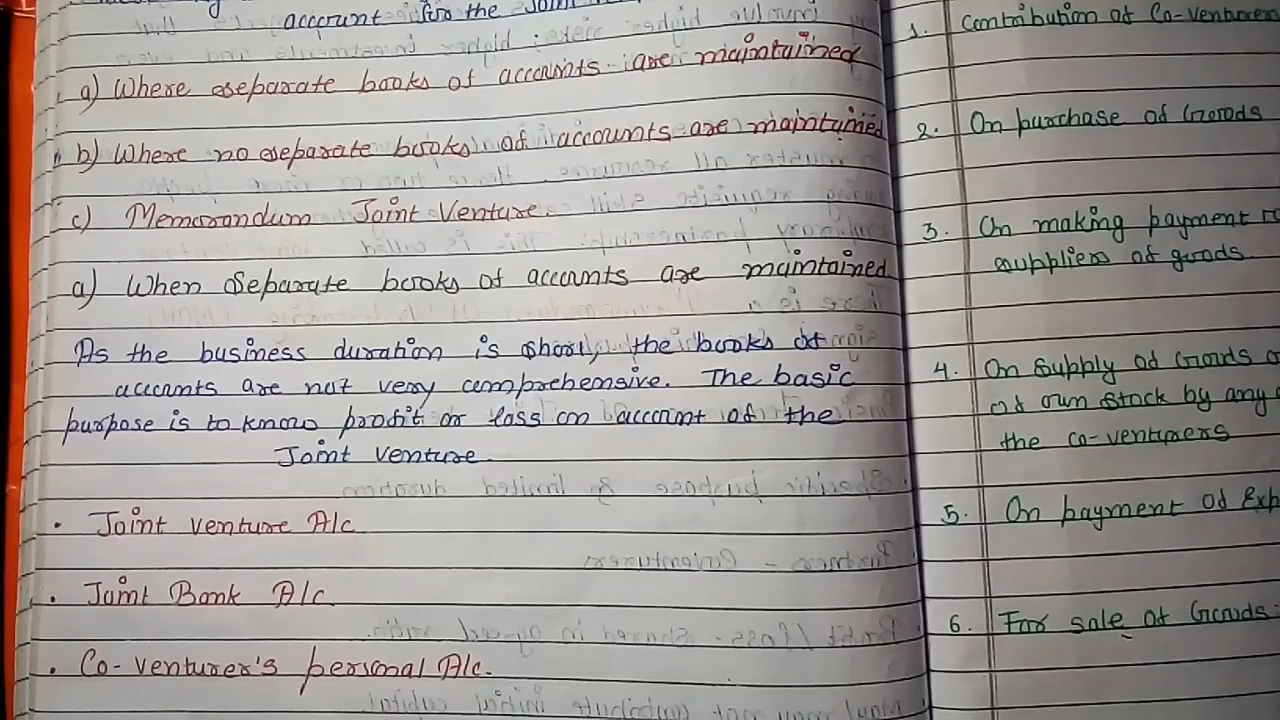 account for the Joint
a) Where separate books of accounts are maintained
b) Where no separate books of accounts are maintained
c) Memorandum Joint Venture
a) When Separate books of accounts are maintained
As the business duration is short, the books of
accounts are not very comprehensive. The basic
purpose is to know profit or loss on account of the
Joint venture.
• Joint venture A/c
• Joint Bank A/c
• Co-venturer's personal A/c.
1. Contribution of Co-venturers
2. On purchase of Goods
3. On making payment to
suppliers of goods
4. On supply of Goods o
of own stock by any o
the co-venturers
5. On payment of Exp
6. For sale of Goods: